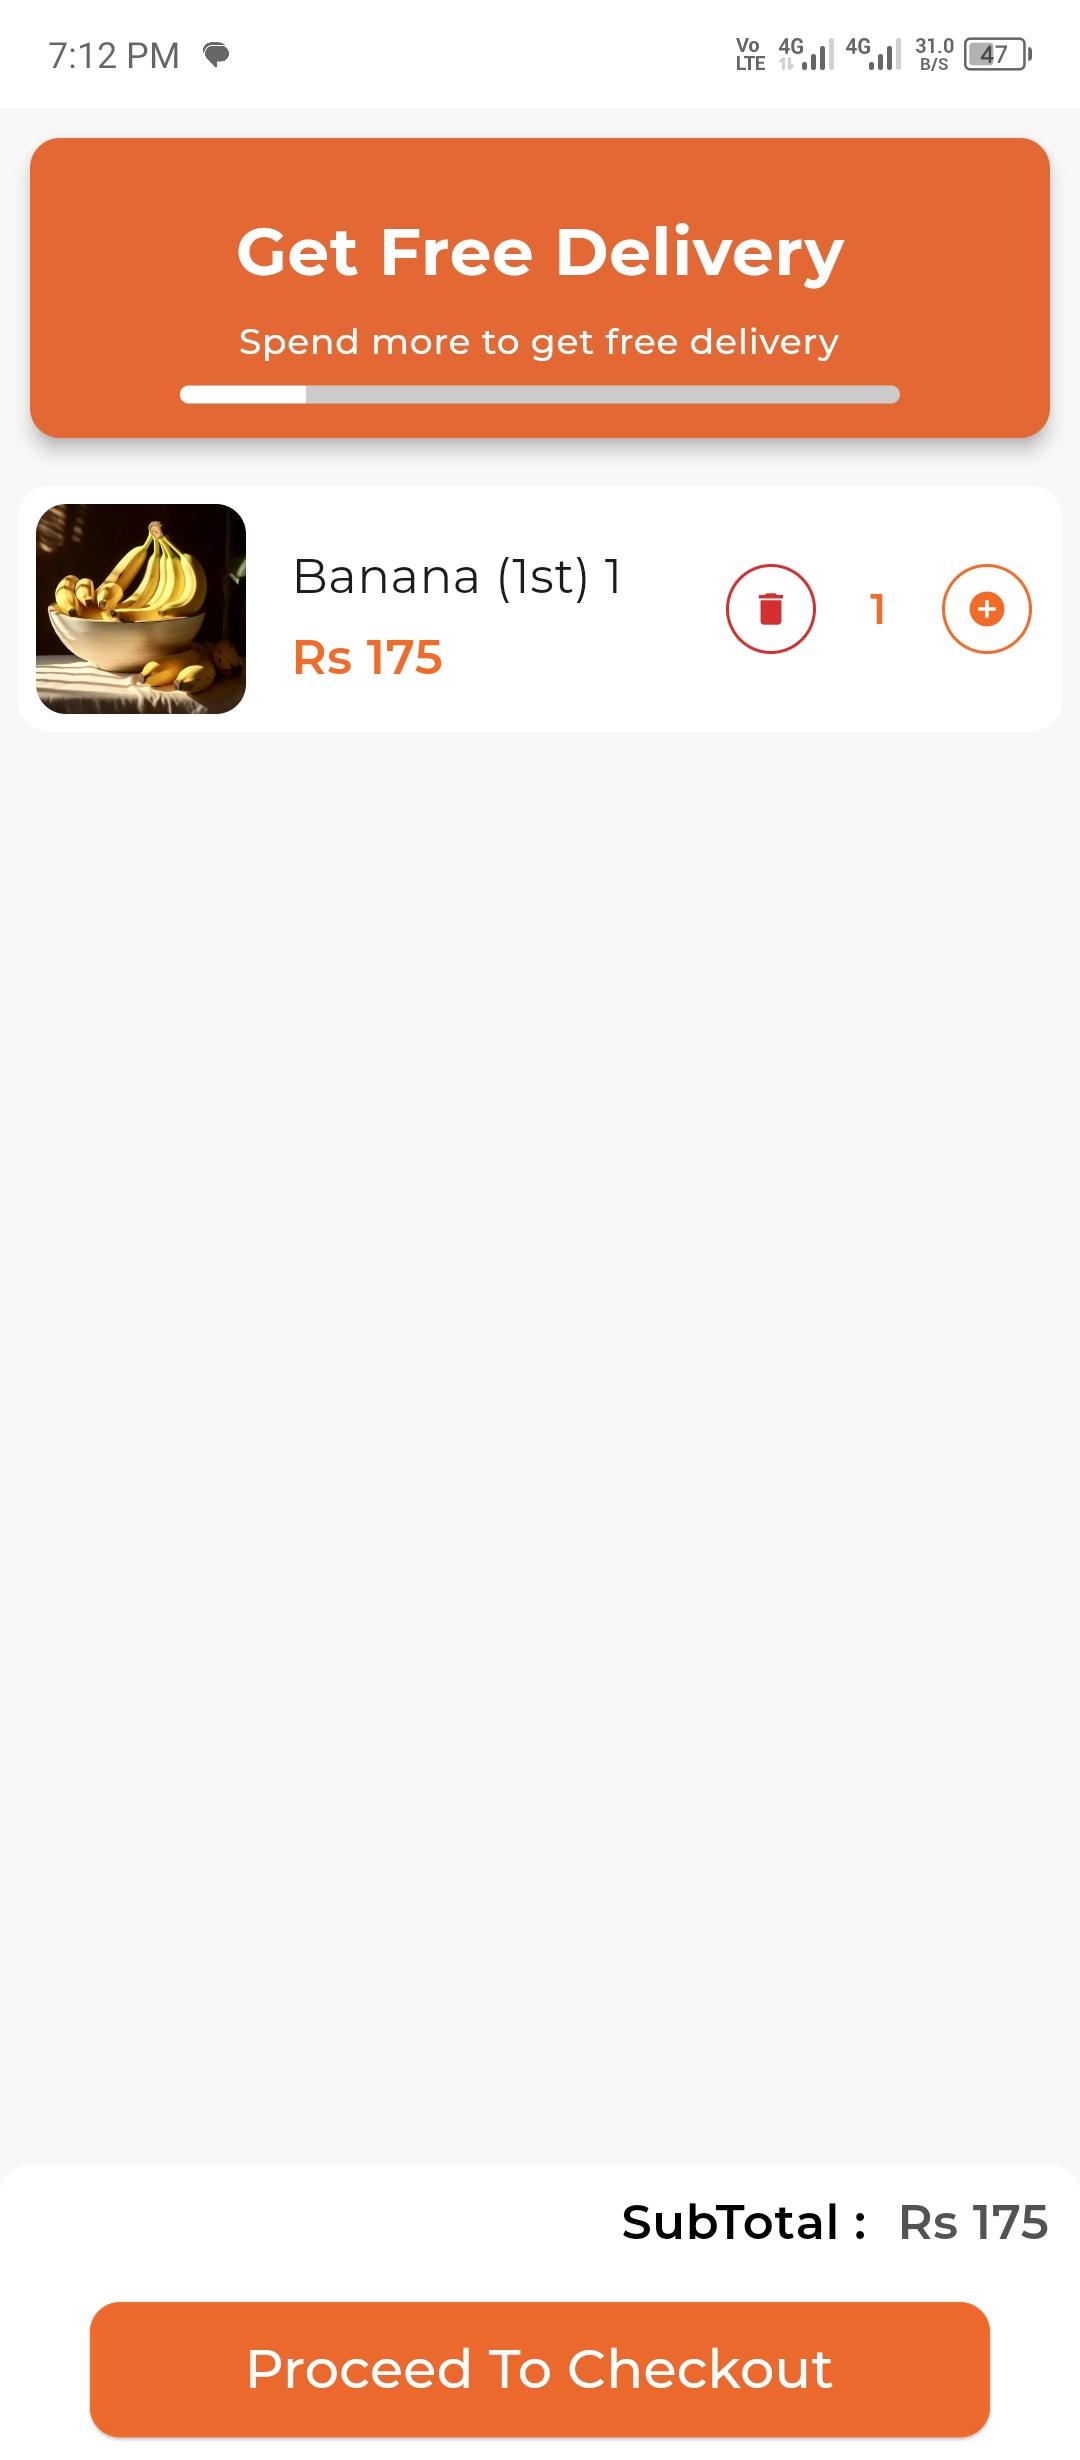 7:12 PM
Vo LTE 4G 4G 31.0 B/S 47
Get Free Delivery
Spend more to get free delivery
Banana (1st) 1
Rs 175
1
SubTotal : Rs 175
Proceed To Checkout